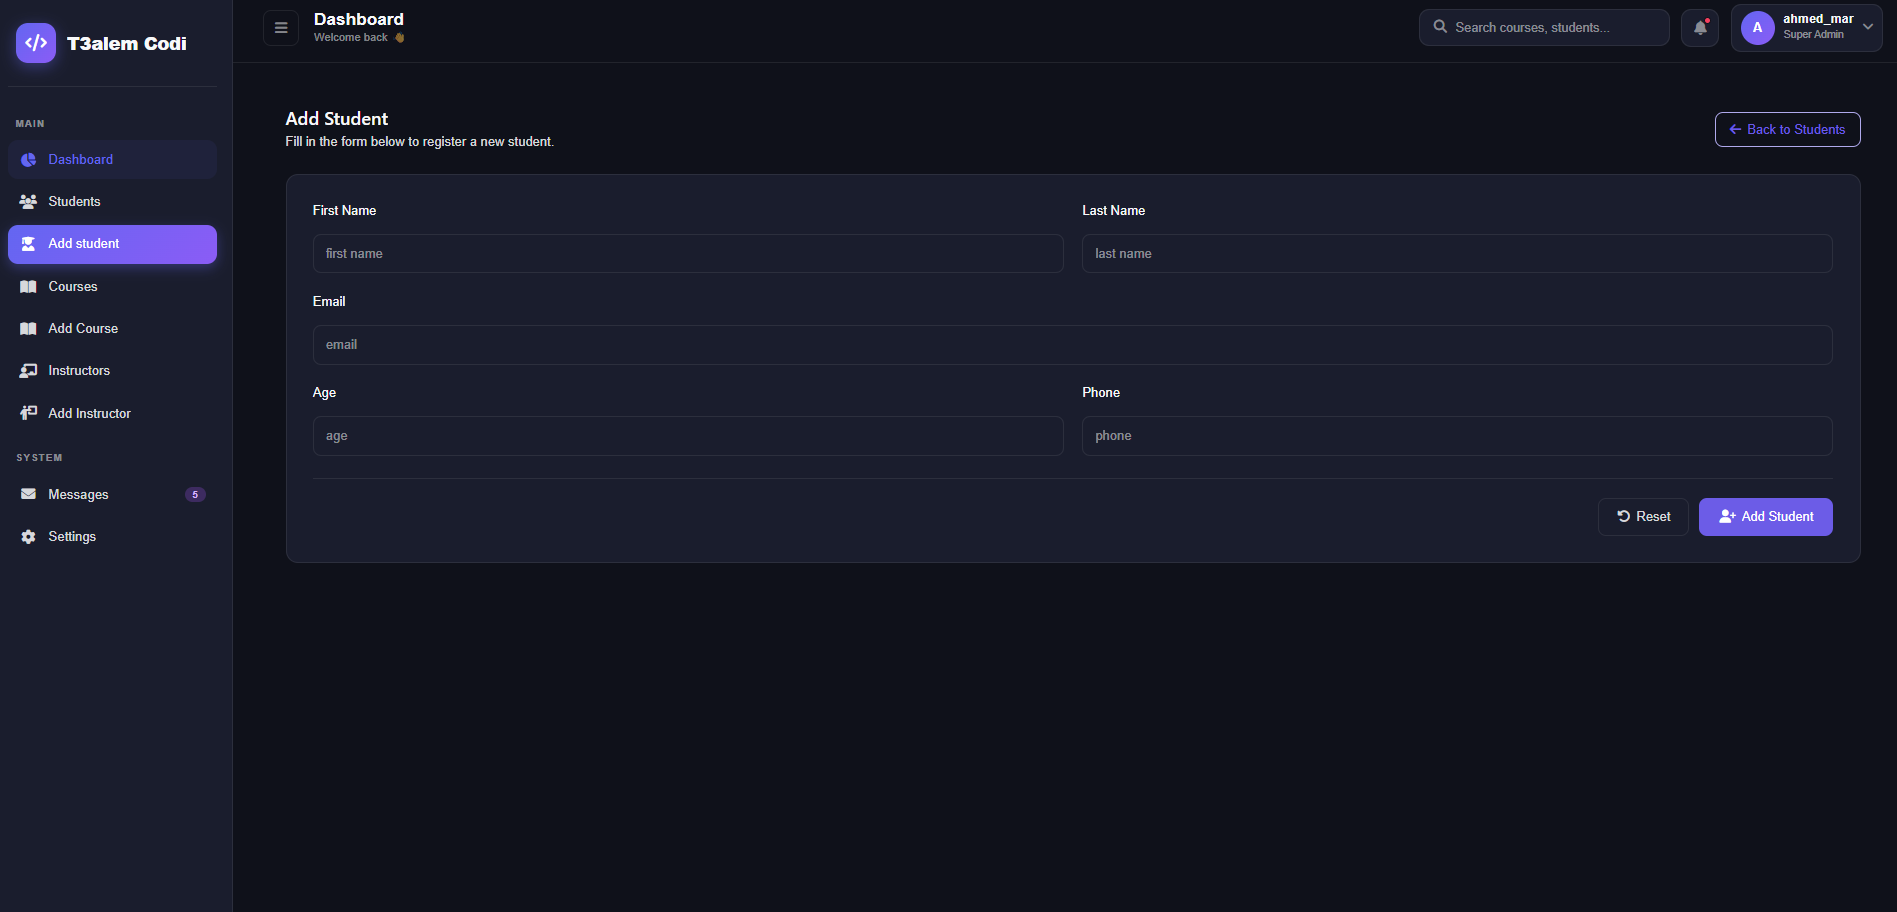 T3alem Codi
MAIN
Dashboard
Students
Add student
Courses
Add Course
Instructors
Add Instructor
SYSTEM
Messages 5
Settings
Dashboard
Welcome back 👋
Search courses, students...
A
ahmed_mar
Super Admin
Add Student
Fill in the form below to register a new student.
Back to Students
First Name
Last Name
first name
last name
Email
email
Age
Phone
age
phone
Reset
Add Student